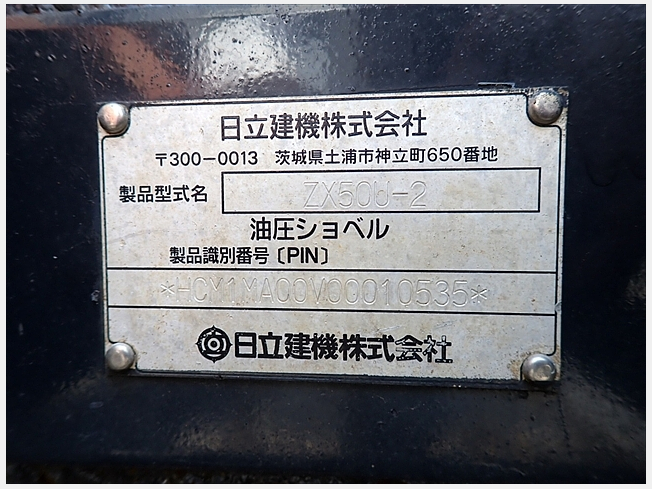 日立建機株式会社
〒300-0013 茨城県土浦市神立町650番地
製品型式名 ZX50U-2
油圧ショベル
製品識別番号〔PIN〕
*HCM1MA00V00010535*
日立建機株式会社